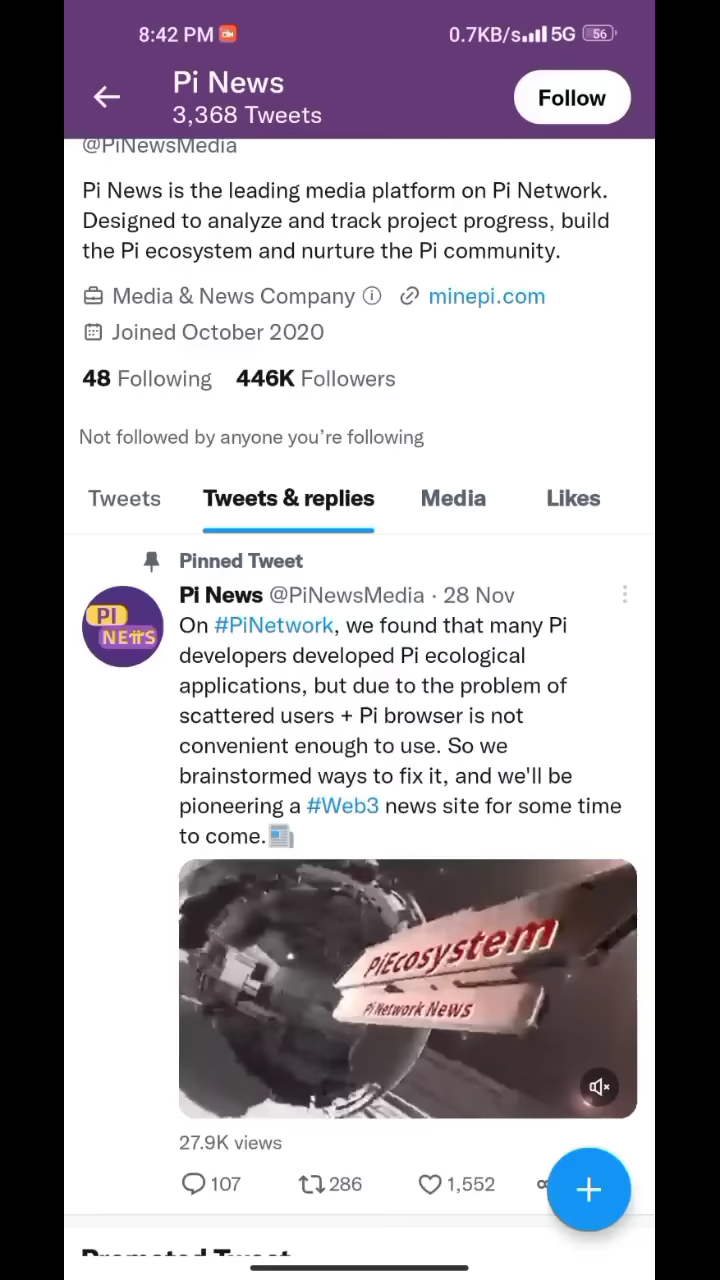 8:42 PM
0.7KB/s 5G 56
Pi News
3,368 Tweets
Follow
@PiNewsMedia
Pi News is the leading media platform on Pi Network.
Designed to analyze and track project progress, build
the Pi ecosystem and nurture the Pi community.
Media & News Company minepi.com
Joined October 2020
48 Following 446K Followers
Not followed by anyone you're following
Tweets Tweets & replies Media Likes
Pinned Tweet
Pi News @PiNewsMedia · 28 Nov
PI
NEWS
On #PiNetwork, we found that many Pi
developers developed Pi ecological
applications, but due to the problem of
scattered users + Pi browser is not
convenient enough to use. So we
brainstormed ways to fix it, and we'll be
pioneering a #Web3 news site for some time
to come.
PiEcosystem
Pi Network News
27.9K views
107 286 1,552
Promoted Tweet